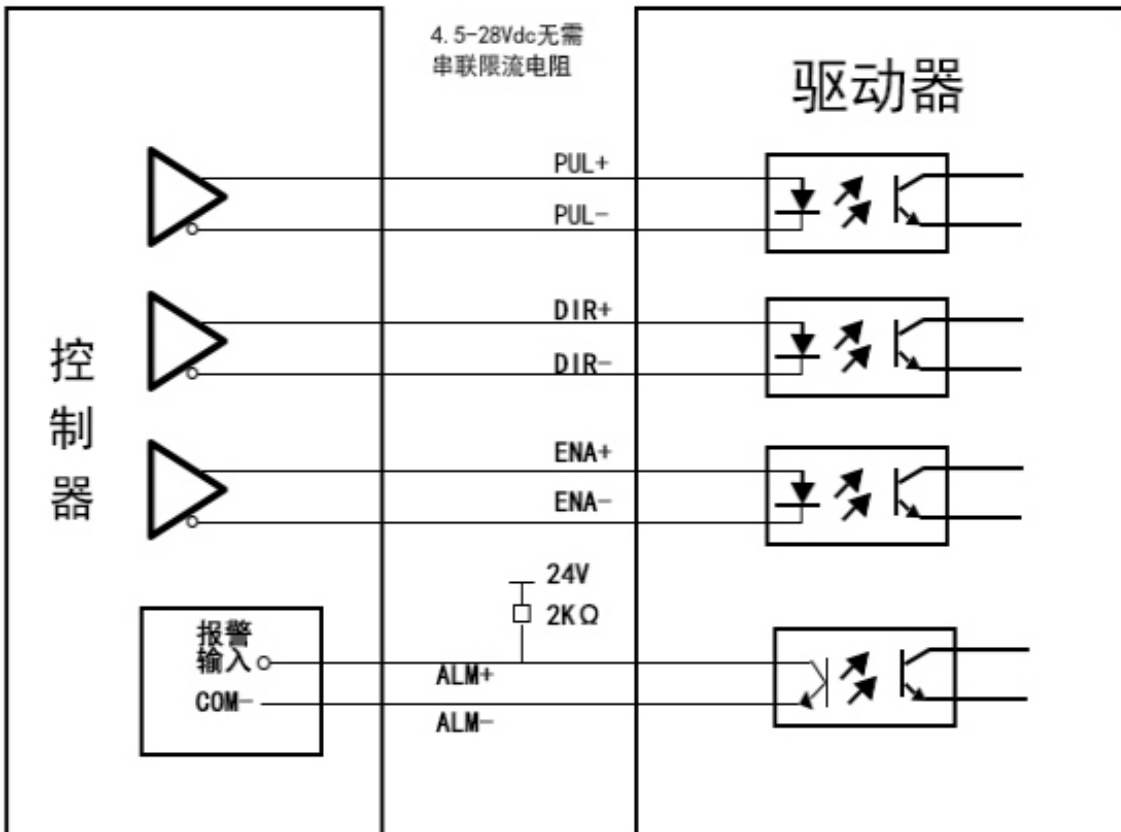 4.5-28Vdc无需
串联限流电阻
驱动器
PUL+
PUL-
DIR+
DIR-
控
制
器
ENA+
ENA-
24V
2KΩ
报警
输入
ALM+
COM-
ALM-